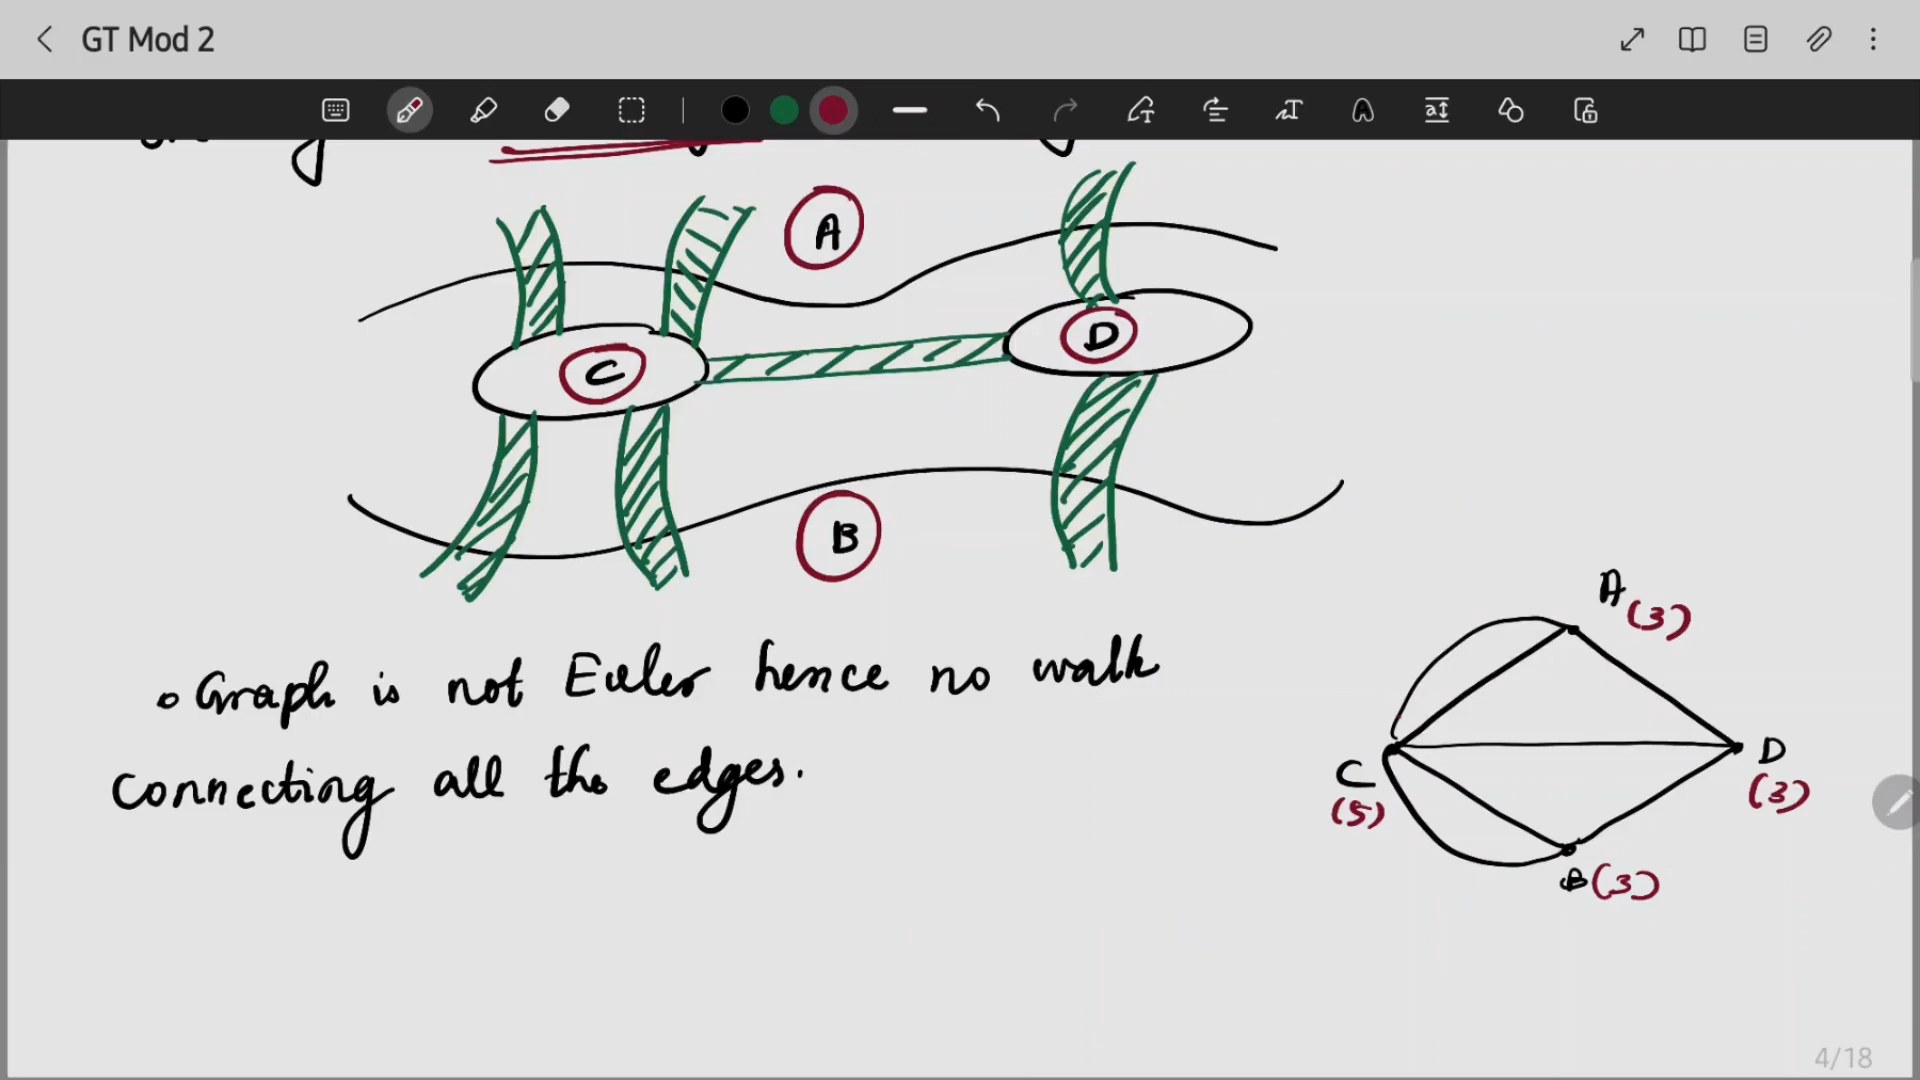 GT Mod 2
A
C
D
B
A (3)
C
(5)
D
(3)
B (3)
• Graph is not Euler hence no walk
connecting all the edges.
4/18